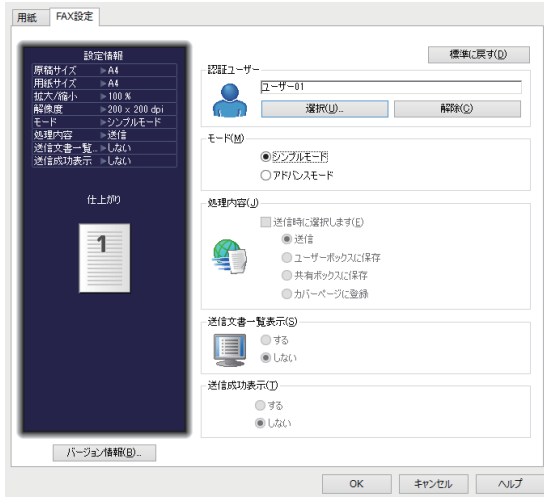 用紙 FAX設定
設定情報
原稿サイズ ▶A4
用紙サイズ ▶A4
拡大/縮小 ▶100 %
解像度 ▶200 x 200 dpi
モード ▶シンプルモード
処理内容 ▶送信
送信文書一覧.. ▶しない
送信成功表示 ▶しない
仕上がり
1
バージョン情報(B)...
標準に戻す(D)
認証ユーザー
ユーザー01
選択(U)...
解除(C)
モード(M)
シンプルモード
アドバンスモード
処理内容(J)
送信時に選択します(E)
送信
ユーザーボックスに保存
共有ボックスに保存
カバーページに登録
送信文書一覧表示(S)
する
しない
送信成功表示(T)
する
しない
OK キャンセル ヘルプ